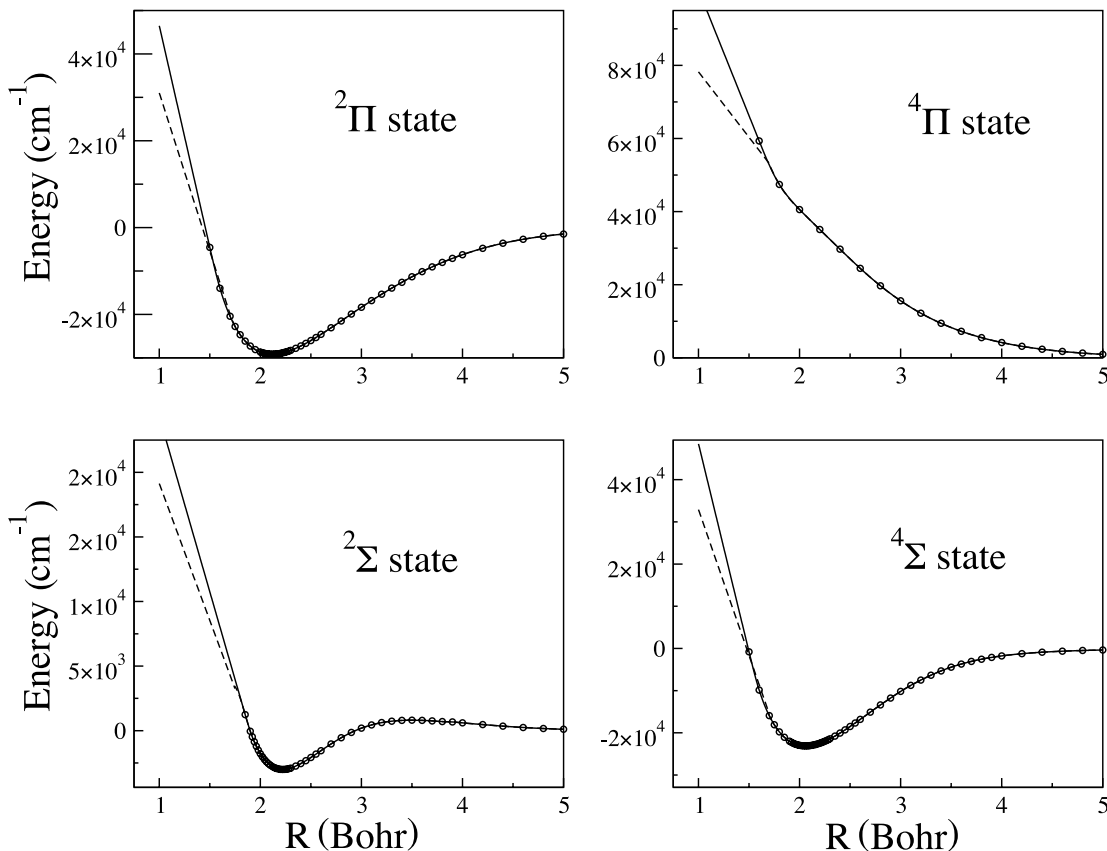 Energy (cm⁻¹)
4×10⁴
2×10⁴
0
-2×10⁴
1 2 3 4 5
²Π state
8×10⁴
6×10⁴
4×10⁴
2×10⁴
0
1 2 3 4 5
⁴Π state
Energy (cm⁻¹)
2×10⁴
2×10⁴
1×10⁴
5×10³
0
1 2 3 4 5
R (Bohr)
²Σ state
4×10⁴
2×10⁴
0
-2×10⁴
1 2 3 4 5
R (Bohr)
⁴Σ state